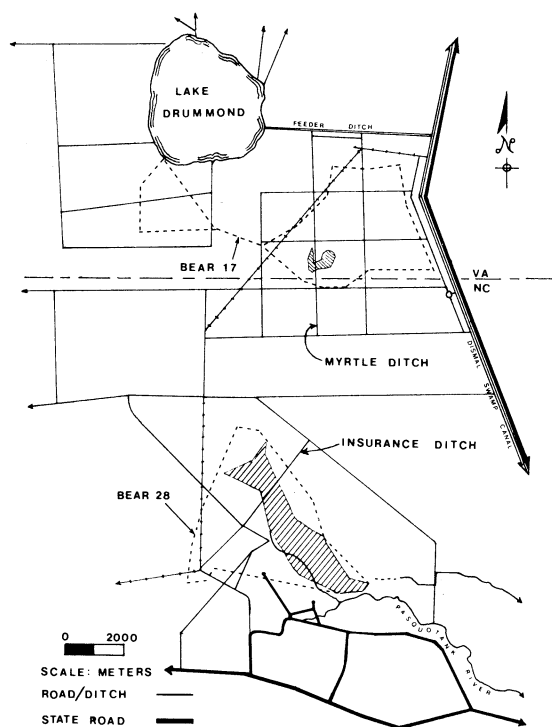 LAKE
DRUMMOND
FEEDER DITCH
N
BEAR 17
VA
NC
MYRTLE DITCH
DISMAL SWAMP CANAL
INSURANCE DITCH
BEAR 28
PASQUOTANK RIVER
0 2000
SCALE: METERS
ROAD/DITCH
STATE ROAD